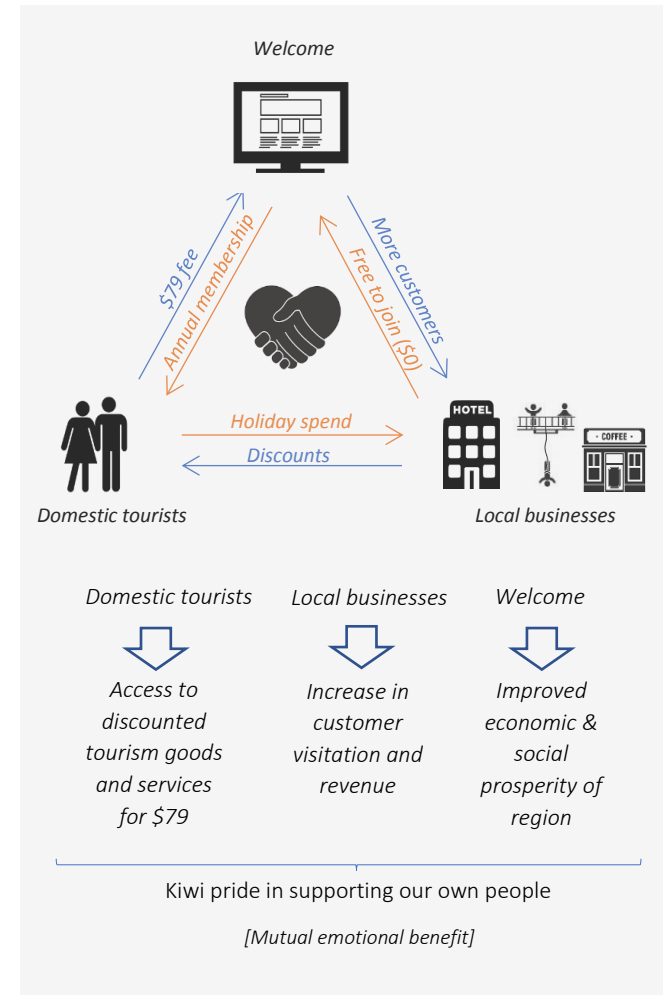 Welcome
$79 fee
Annual membership
More customers
Free to join ($0)
Holiday spend
Discounts
HOTEL
· COFFEE ·
Domestic tourists
Local businesses
Domestic tourists
Local businesses
Welcome
Access to
discounted
tourism goods
and services
for $79
Increase in
customer
visitation and
revenue
Improved
economic &
social
prosperity of
region
Kiwi pride in supporting our own people
[Mutual emotional benefit]